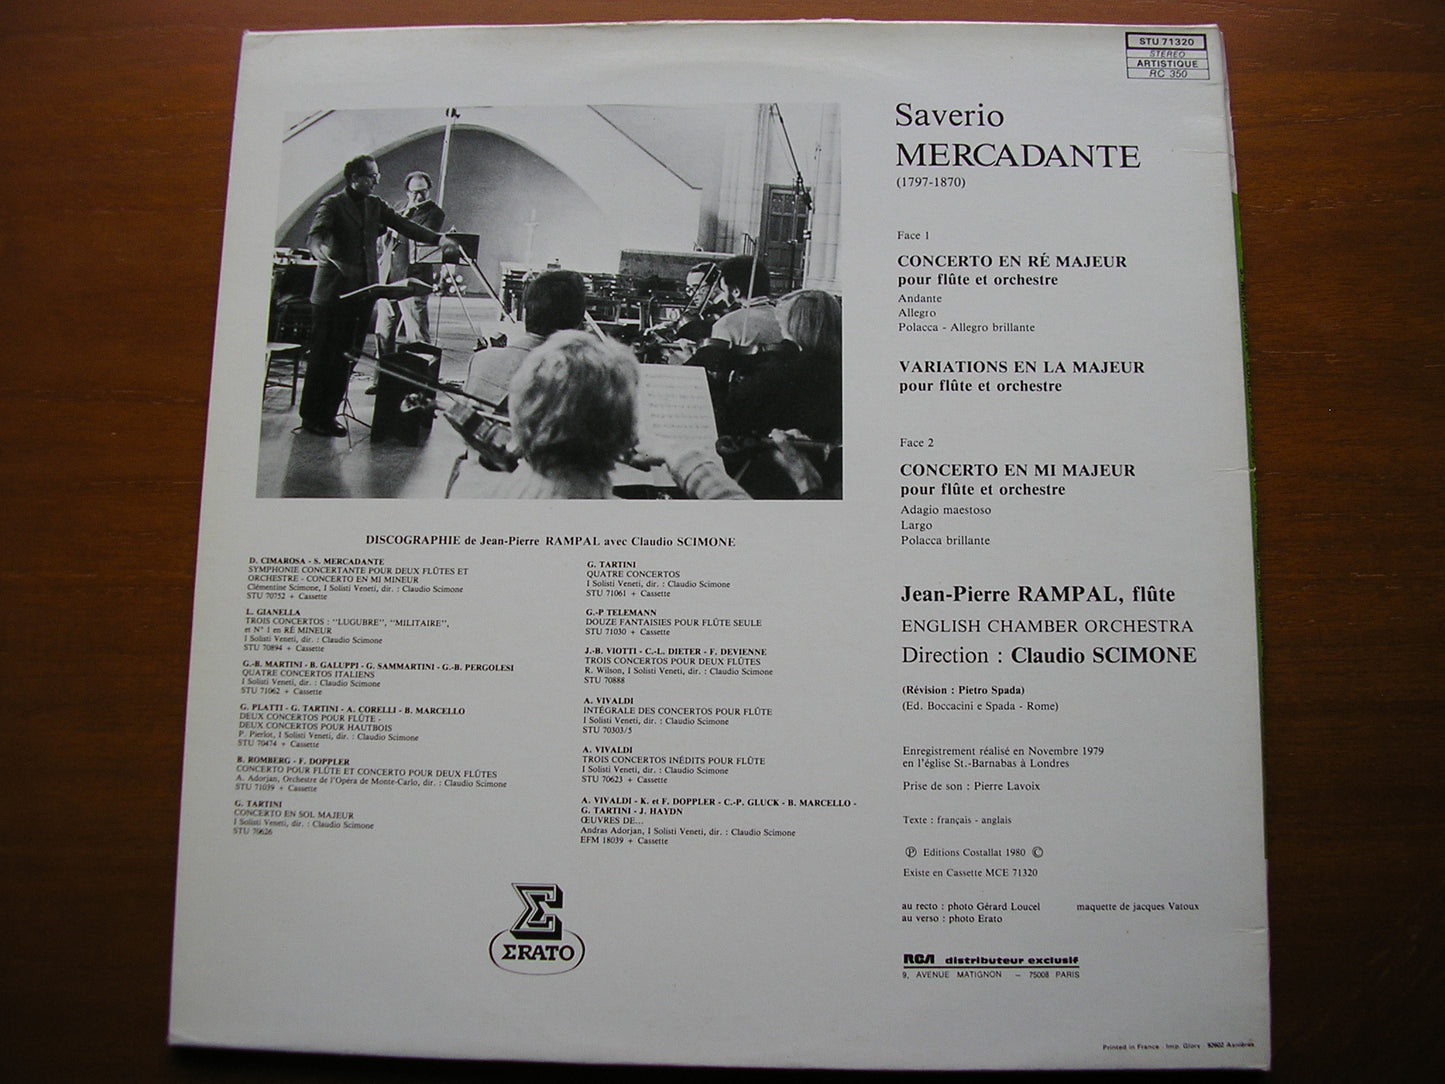 STU 71320
STEREO
ARTISTIQUE
RC 350
Saverio
MERCADANTE
(1797-1870)
Face 1
CONCERTO EN RÉ MAJEUR
pour flûte et orchestre
Andante
Allegro
Polacca - Allegro brillante
VARIATIONS EN LA MAJEUR
pour flûte et orchestre
Face 2
CONCERTO EN MI MAJEUR
pour flûte et orchestre
Adagio maestoso
Largo
Polacca brillante
Jean-Pierre RAMPAL, flûte
ENGLISH CHAMBER ORCHESTRA
Direction : Claudio SCIMONE
(Révision : Pietro Spada)
(Ed. Boccacini e Spada - Rome)
Enregistrement réalisé en Novembre 1979
en l'église St.-Barnabas à Londres
Prise de son : Pierre Lavoix
Texte : français - anglais
Ⓟ Editions Costallat 1980 ©
Existe en Cassette MCE 71320
au recto : photo Gérard Loucel maquette de jacques Vatoux
au verso : photo Erato
RCA distributeur exclusif
9, AVENUE MATIGNON – 75008 PARIS
Printed in France - Imp. Glory - 92600 Asnières
DISCOGRAPHIE de Jean-Pierre RAMPAL avec Claudio SCIMONE
D. CIMAROSA - S. MERCADANTE
SYMPHONIE CONCERTANTE POUR DEUX FLÛTES ET
ORCHESTRE - CONCERTO EN MI MINEUR
Clémentine Scimone, I Solisti Veneti, dir. : Claudio Scimone
STU 70752 + Cassette
L. GIANELLA
TROIS CONCERTOS : "LUGUBRE", "MILITAIRE",
et N° 1 en RÉ MINEUR
I Solisti Veneti, dir. : Claudio Scimone
STU 70894 + Cassette
G.-B. MARTINI - B. GALUPPI - G. SAMMARTINI - G.-B. PERGOLESI
QUATRE CONCERTOS ITALIENS
I Solisti Veneti, dir. : Claudio Scimone
STU 71062 + Cassette
G. PLATTI - G. TARTINI - A. CORELLI - B. MARCELLO
DEUX CONCERTOS POUR FLÛTE -
DEUX CONCERTOS POUR HAUTBOIS
P. Pierlot, I Solisti Veneti, dir. : Claudio Scimone
STU 70474 + Cassette
B. ROMBERG - F. DOPPLER
CONCERTO POUR FLÛTE ET CONCERTO POUR DEUX FLÛTES
A. Adorjan, Orchestre de l'Opéra de Monte-Carlo, dir. : Claudio Scimone
STU 71039 + Cassette
G. TARTINI
CONCERTO EN SOL MAJEUR
I Solisti Veneti, dir. : Claudio Scimone
STU 70626
G. TARTINI
QUATRE CONCERTOS
I Solisti Veneti, dir. : Claudio Scimone
STU 71061 + Cassette
G.-P TELEMANN
DOUZE FANTAISIES POUR FLÛTE SEULE
STU 71030 + Cassette
J.-B. VIOTTI - C.-L. DIETER - F. DEVIENNE
TROIS CONCERTOS POUR DEUX FLÛTES
R. Wilson, I Solisti Veneti, dir. : Claudio Scimone
STU 70888
A. VIVALDI
INTÉGRALE DES CONCERTOS POUR FLÛTE
I Solisti Veneti, dir. : Claudio Scimone
STU 70303/5
A. VIVALDI
TROIS CONCERTOS INÉDITS POUR FLÛTE
I Solisti Veneti, dir. : Claudio Scimone
STU 70623 + Cassette
A. VIVALDI - K. et F. DOPPLER - C.-P. GLUCK - B. MARCELLO -
G. TARTINI - J. HAYDN
ŒUVRES DE...
Andras Adorjan, I Solisti Veneti, dir. : Claudio Scimone
EFM 18039 + Cassette
ΣRATO